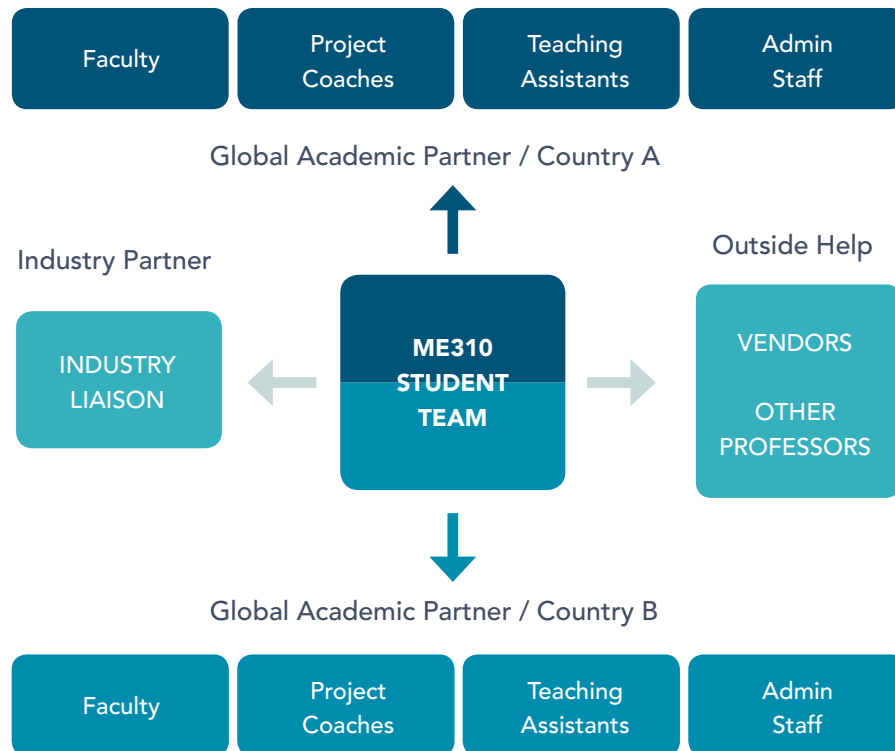 Faculty
Project
Coaches
Teaching
Assistants
Admin
Staff
Global Academic Partner / Country A
Industry Partner
Outside Help
INDUSTRY
LIAISON
ME310
STUDENT
TEAM
VENDORS
OTHER
PROFESSORS
Global Academic Partner / Country B
Faculty
Project
Coaches
Teaching
Assistants
Admin
Staff